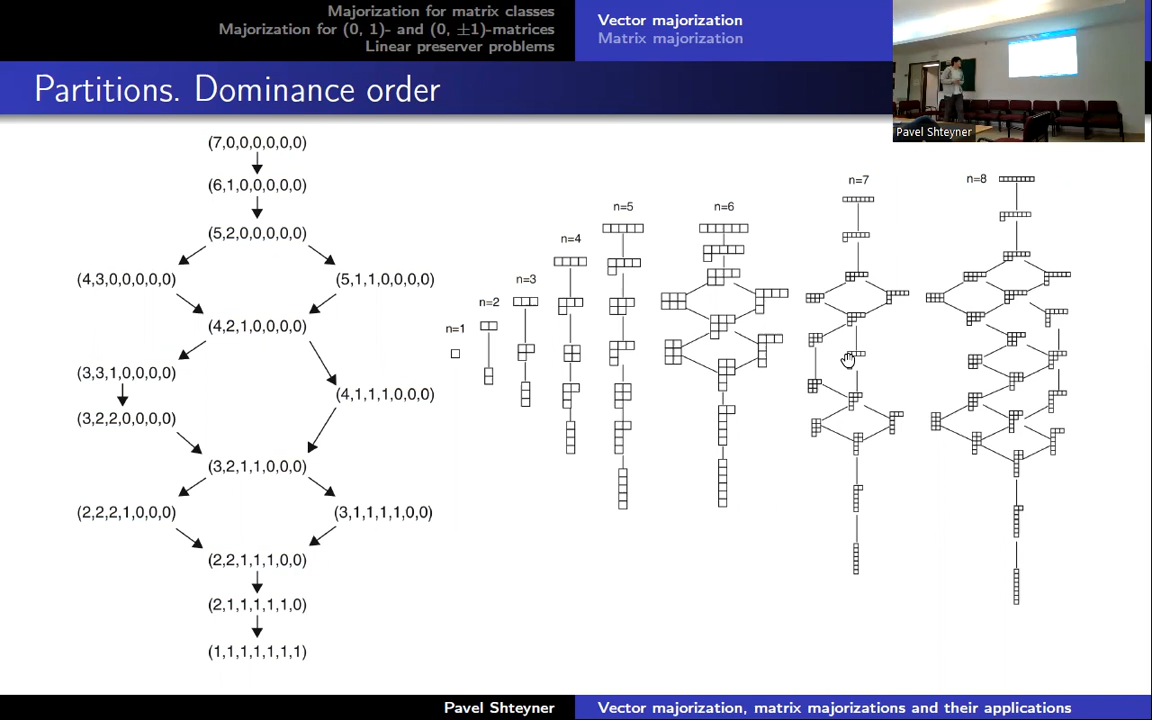 Majorization for matrix classes
Majorization for (0, 1)- and (0, ±1)-matrices
Linear preserver problems
Vector majorization
Matrix majorization
Partitions. Dominance order
Pavel Shteyner
(7,0,0,0,0,0,0)
(6,1,0,0,0,0,0)
(5,2,0,0,0,0,0)
(4,3,0,0,0,0,0)
(5,1,1,0,0,0,0)
(4,2,1,0,0,0,0)
(3,3,1,0,0,0,0)
(4,1,1,1,0,0,0)
(3,2,2,0,0,0,0)
(3,2,1,1,0,0,0)
(2,2,2,1,0,0,0)
(3,1,1,1,1,0,0)
(2,2,1,1,1,0,0)
(2,1,1,1,1,1,0)
(1,1,1,1,1,1,1)
n=1
n=2
n=3
n=4
n=5
n=6
n=7
n=8
Pavel Shteyner
Vector majorization, matrix majorizations and their applications